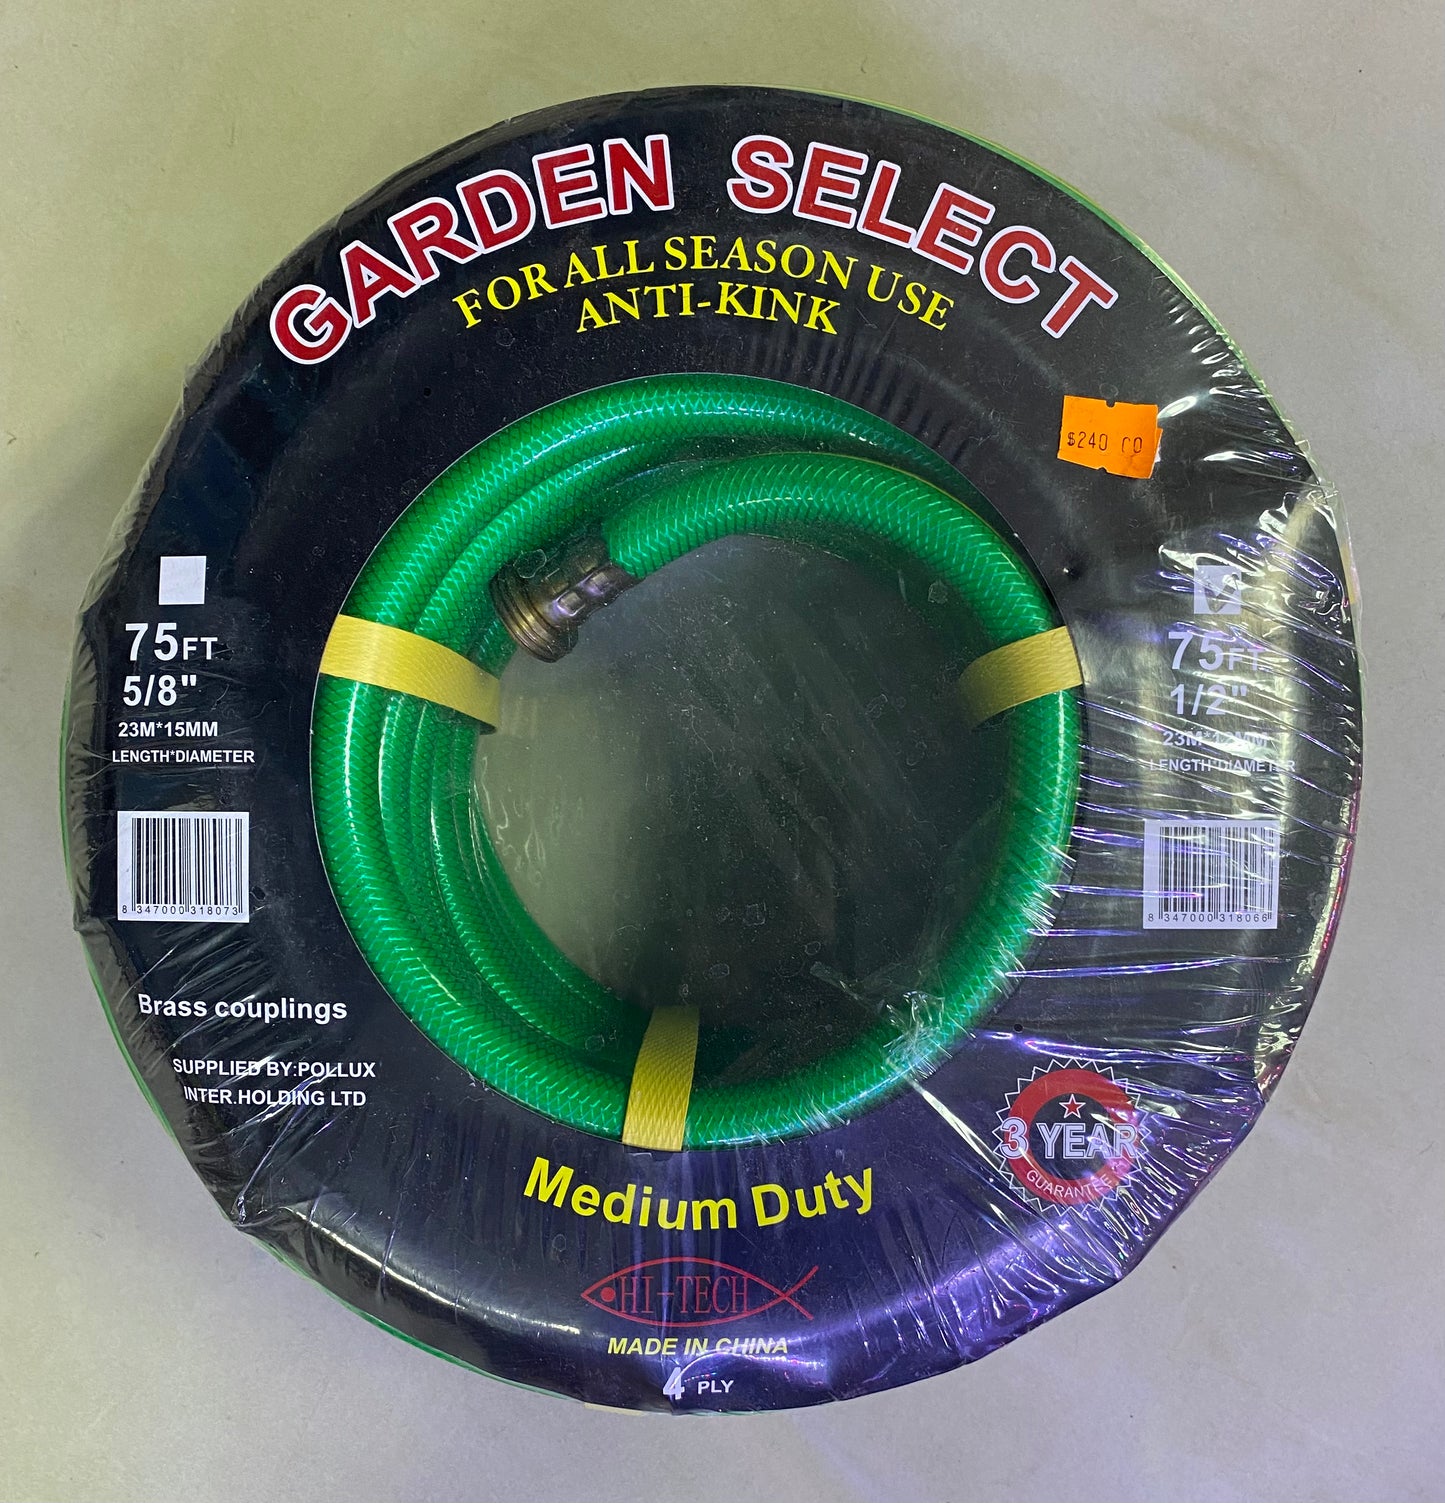 GARDEN SELECT
FOR ALL SEASON USE
ANTI-KINK
$240 00
75FT
5/8"
23M*15MM
LENGTH*DIAMETER
8 347000 318073
75FT
1/2"
23M*12MM
LENGTH*DIAMETER
8 347000 318066
Brass couplings
SUPPLIED BY:POLLUX
INTER.HOLDING LTD
3 YEAR
GUARANTEE
Medium Duty
HI-TECH
MADE IN CHINA
4 PLY